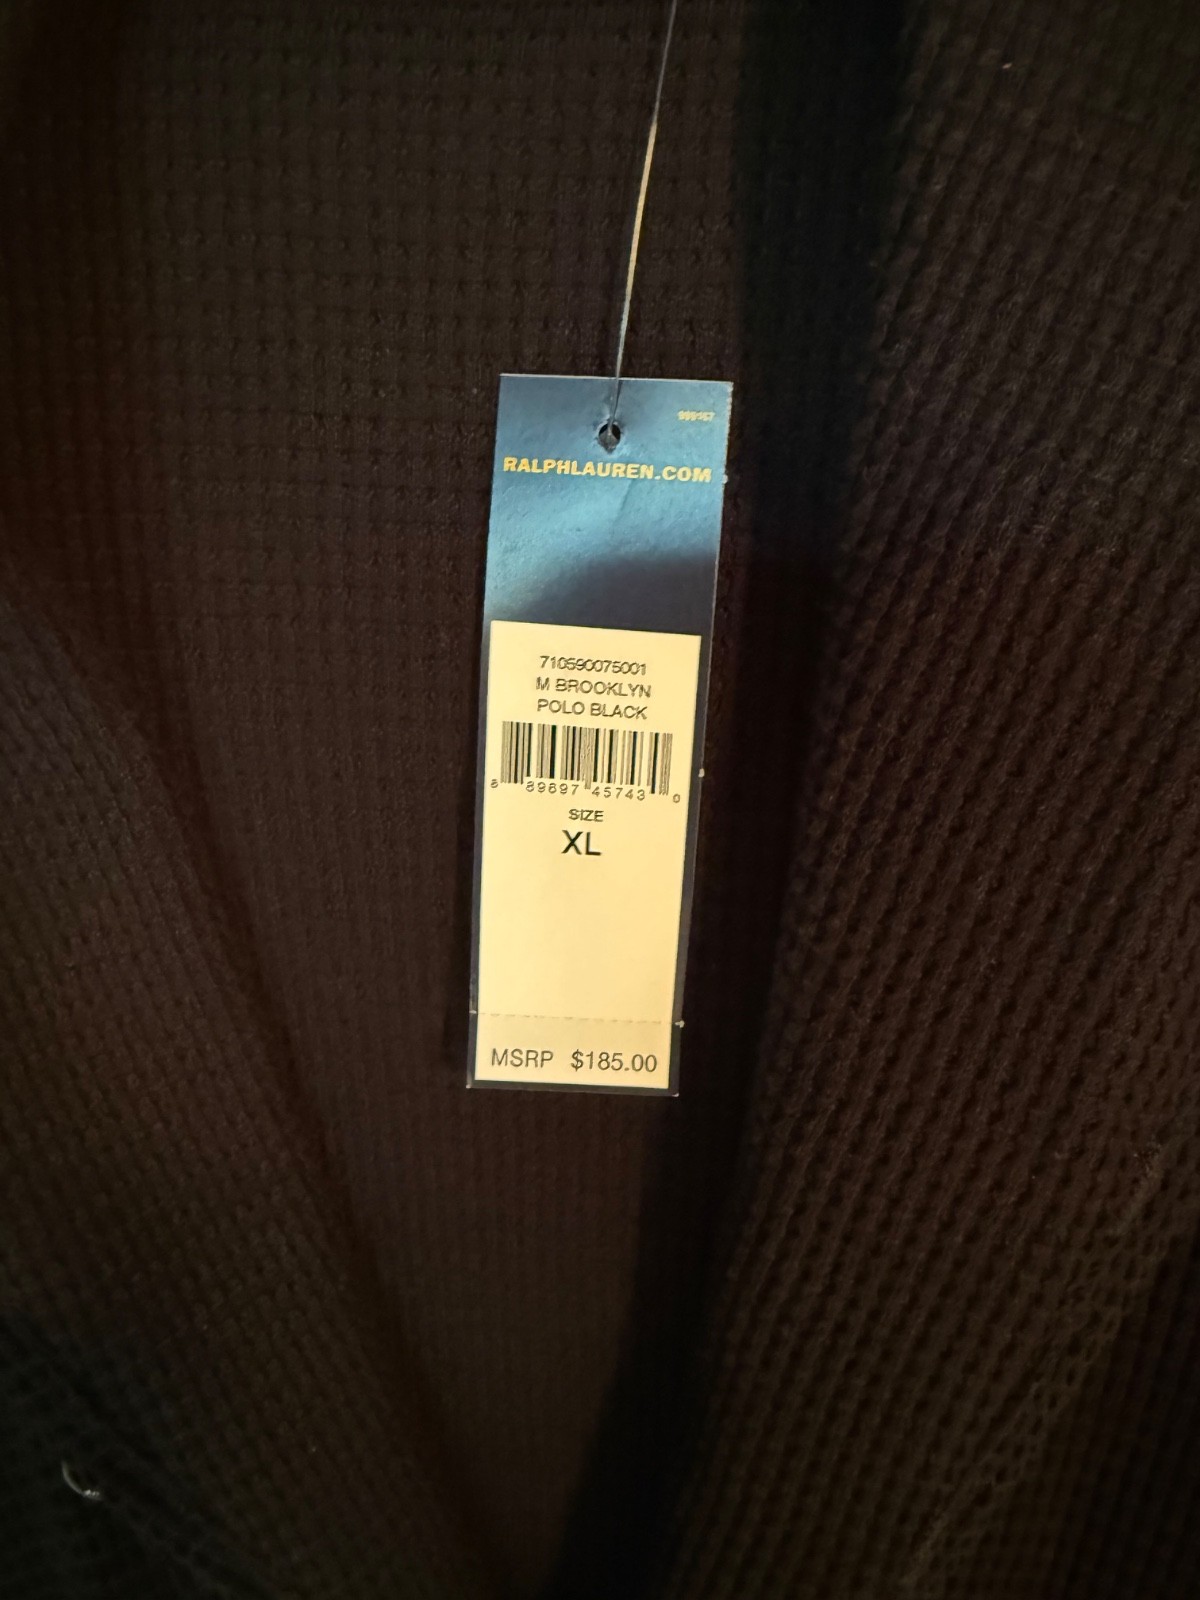 RALPHLAUREN.COM
710590075001
M BROOKLYN
POLO BLACK
8 89697 45743 0
SIZE
XL
MSRP $185.00